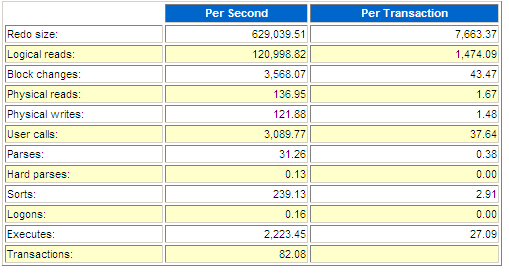 Per Second Per Transaction
Redo size: 629,039.51 7,663.37
Logical reads: 120,998.82 1,474.09
Block changes: 3,568.07 43.47
Physical reads: 136.95 1.67
Physical writes: 121.88 1.48
User calls: 3,089.77 37.64
Parses: 31.26 0.38
Hard parses: 0.13 0.00
Sorts: 239.13 2.91
Logons: 0.16 0.00
Executes: 2,223.45 27.09
Transactions: 82.08